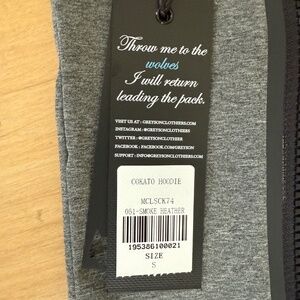 Throw me to the
wolves
I will return
leading the pack.
VISIT US AT : GREYSONCLOTHIERS.COM
INSTAGRAM : @GREYSONCLOTHIERS
TWITTER : @GREYSONCLOTHIERS
FACEBOOK : FACEBOOK.COM/GREYSON
SUPPORT : INFO@GREYSONCLOTHIERS.COM
COKATO HOODIE
MCLSCK74
051-SMOKE HEATHER
195386100021
SIZE
S